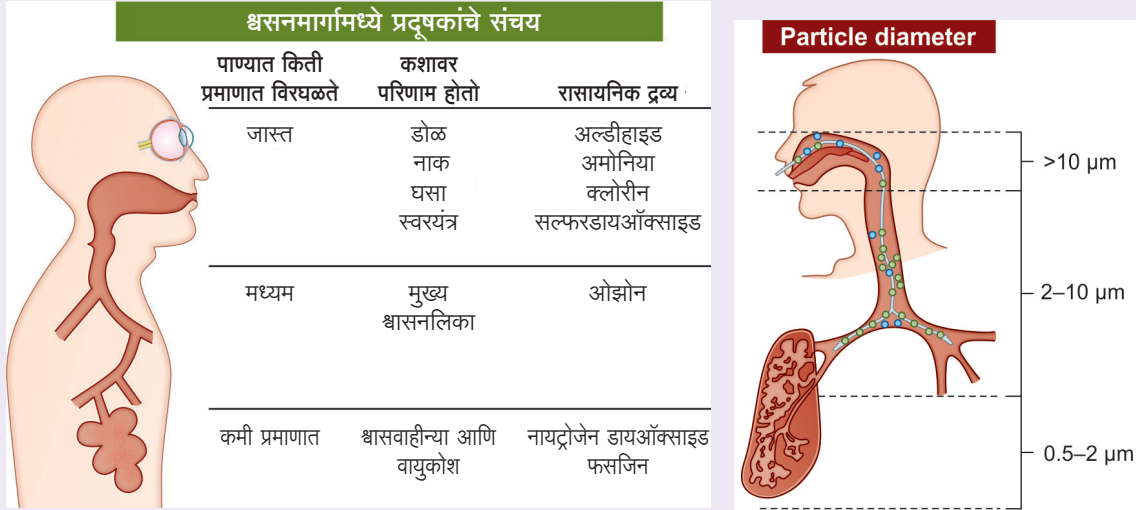 श्वसनमार्गामध्ये प्रदूषकांचे संचय
पाण्यात किती
प्रमाणात विरघळते
कशावर
परिणाम होतो
रासायनिक द्रव्य
जास्त
डोळ
नाक
घसा
स्वरयंत्र
अल्डीहाइड
अमोनिया
क्लोरीन
सल्फरडायऑक्साइड
मध्यम
मुख्य
श्वासनलिका
ओझोन
कमी प्रमाणात
श्वासवाहीन्या आणि
वायुकोश
नायट्रोजेन डायऑक्साइड
फसजिन
Particle diameter
>10 µm
2–10 µm
0.5–2 µm